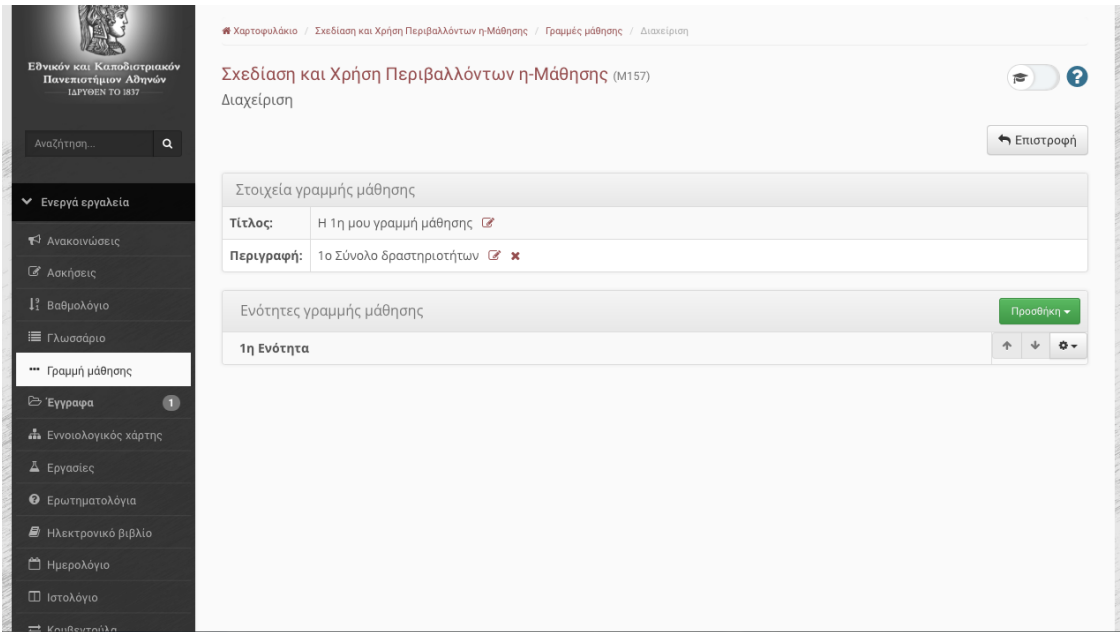 Εθνικόν και Καποδιστριακόν
Πανεπιστήμιον Αθηνών
ΙΔΡΥΘΕΝ ΤΟ 1837
Αναζήτηση...
Ενεργά εργαλεία
Ανακοινώσεις
Ασκήσεις
Βαθμολόγιο
Γλωσσάριο
Γραμμή μάθησης
Έγγραφα 1
Εννοιολογικός χάρτης
Εργασίες
Ερωτηματολόγια
Ηλεκτρονικό βιβλίο
Ημερολόγιο
Ιστολόγιο
Κουβεντούλα
Χαρτοφυλάκιο / Σχεδίαση και Χρήση Περιβαλλόντων η-Μάθησης / Γραμμές μάθησης / Διαχείριση
Σχεδίαση και Χρήση Περιβαλλόντων η-Μάθησης (M157)
Διαχείριση
Επιστροφή
Στοιχεία γραμμής μάθησης
Τίτλος: Η 1η μου γραμμή μάθησης
Περιγραφή: 1ο Σύνολο δραστηριοτήτων
Ενότητες γραμμής μάθησης Προσθήκη
1η Ενότητα